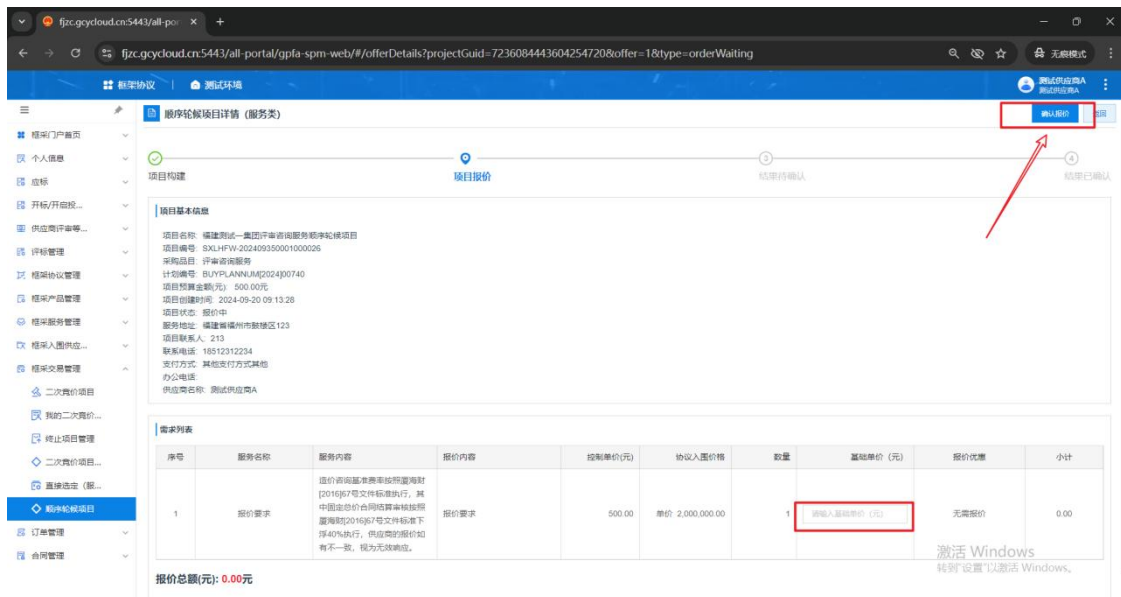 fjzc.gcycloud.cn:5443/all-por
fjzc.gcycloud.cn:5443/all-portal/gpfa-spm-web/#/offerDetails?projectGuid=7236084443604254720&offer=1&type=orderWaiting
无痕模式
框架协议
测试环境
测试供应商A
测试供应商A
顺序轮候项目详情 (服务类)
确认报价
框采门户首页
个人信息
应标
开标/开启投...
供应商评审等...
评标管理
框架协议管理
框采产品管理
框采服务管理
框采入围供应...
框采交易管理
二次竞价项目
我的二次竞价...
终止项目管理
二次竞价项目...
直接选定（服...
顺序轮候项目
订单管理
合同管理
项目构建
项目报价
3
结果待确认
4
结果已确认
项目基本信息
项目名称: 福建测试一集团评审咨询服务顺序轮候项目
项目编号: SXLHFW-202409350001000026
采购品目: 评审咨询服务
计划编号: BUYPLANNUM[2024]00740
项目预算金额(元): 500.00元
项目创建时间: 2024-09-20 09:13:28
项目状态: 报价中
服务地址: 福建省福州市鼓楼区123
项目联系人: 213
联系电话: 18512312234
支付方式: 其他支付方式其他
办公电话:
供应商名称: 测试供应商A
需求列表
序号 服务名称 服务内容 报价内容 控制单价(元) 协议入围价格 数量 基础单价（元） 报价优惠 小计
造价咨询基准费率按照厦海财
[2016]67号文件标准执行，其
中固定总价合同结算审核按照
厦海财[2016]67号文件标准下
浮40%执行，供应商的报价如
有不一致，视为无效响应。
1 报价要求 报价要求 500.00 单价 2,000,000.00 1 请输入基础单价（元） 无需报价 0.00
报价总额(元): 0.00元
激活 Windows
转到"设置"以激活 Windows。